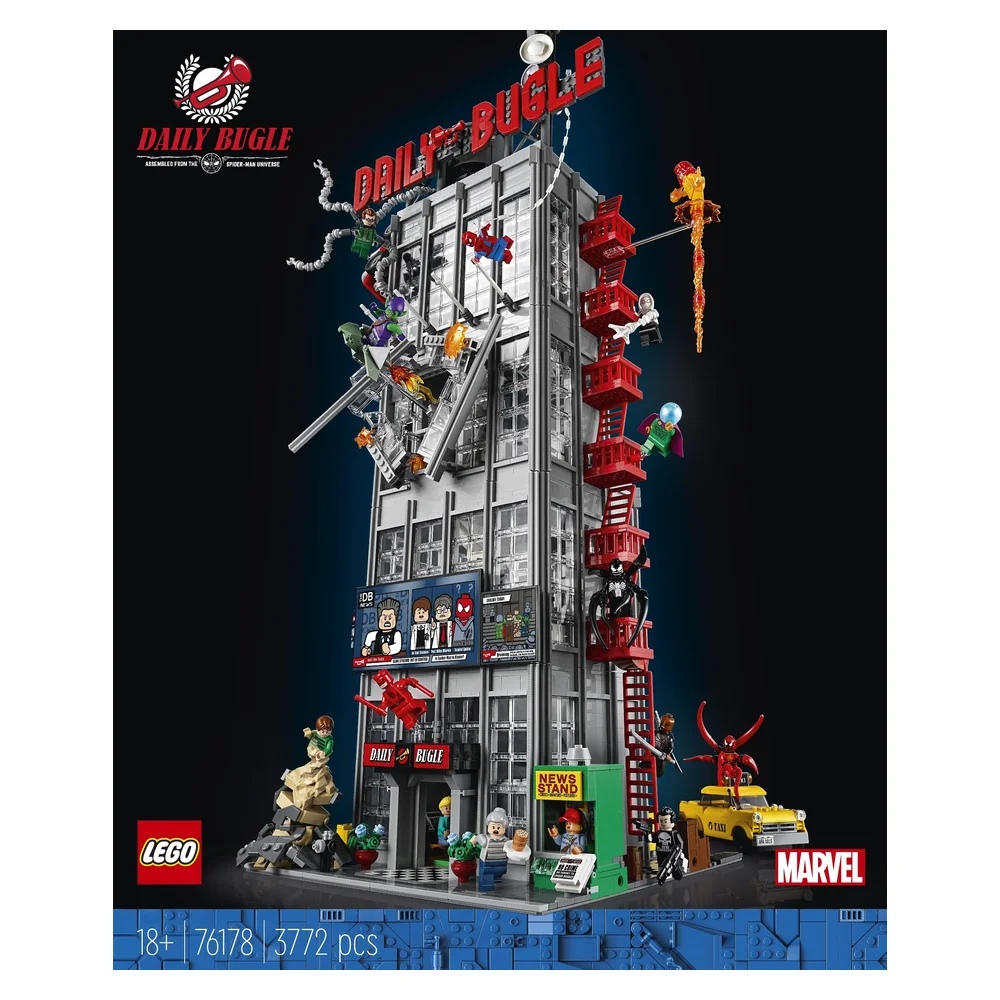 DAILY BUGLE
ASSEMBLED FROM THE SPIDER-MAN UNIVERSE
DAILY BUGLE
DB
NEWS
DAILY BUGLE
NEWS
STAND
TAXI
LEGO
MARVEL
18+ | 76178 | 3772 pcs